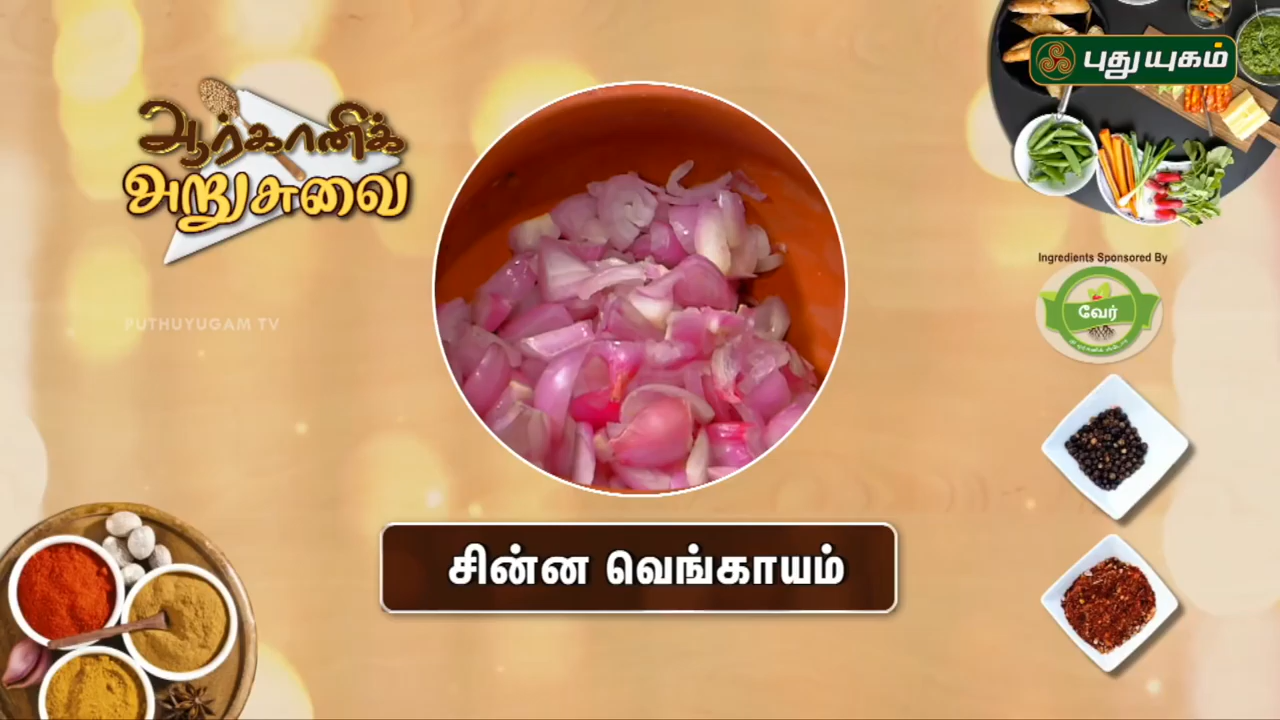 ஆர்கானிக்
அறுசுவை
PUTHUYUGAM TV
புதுயுகம்
Ingredients Sponsored By
வேர்
சின்ன வெங்காயம்